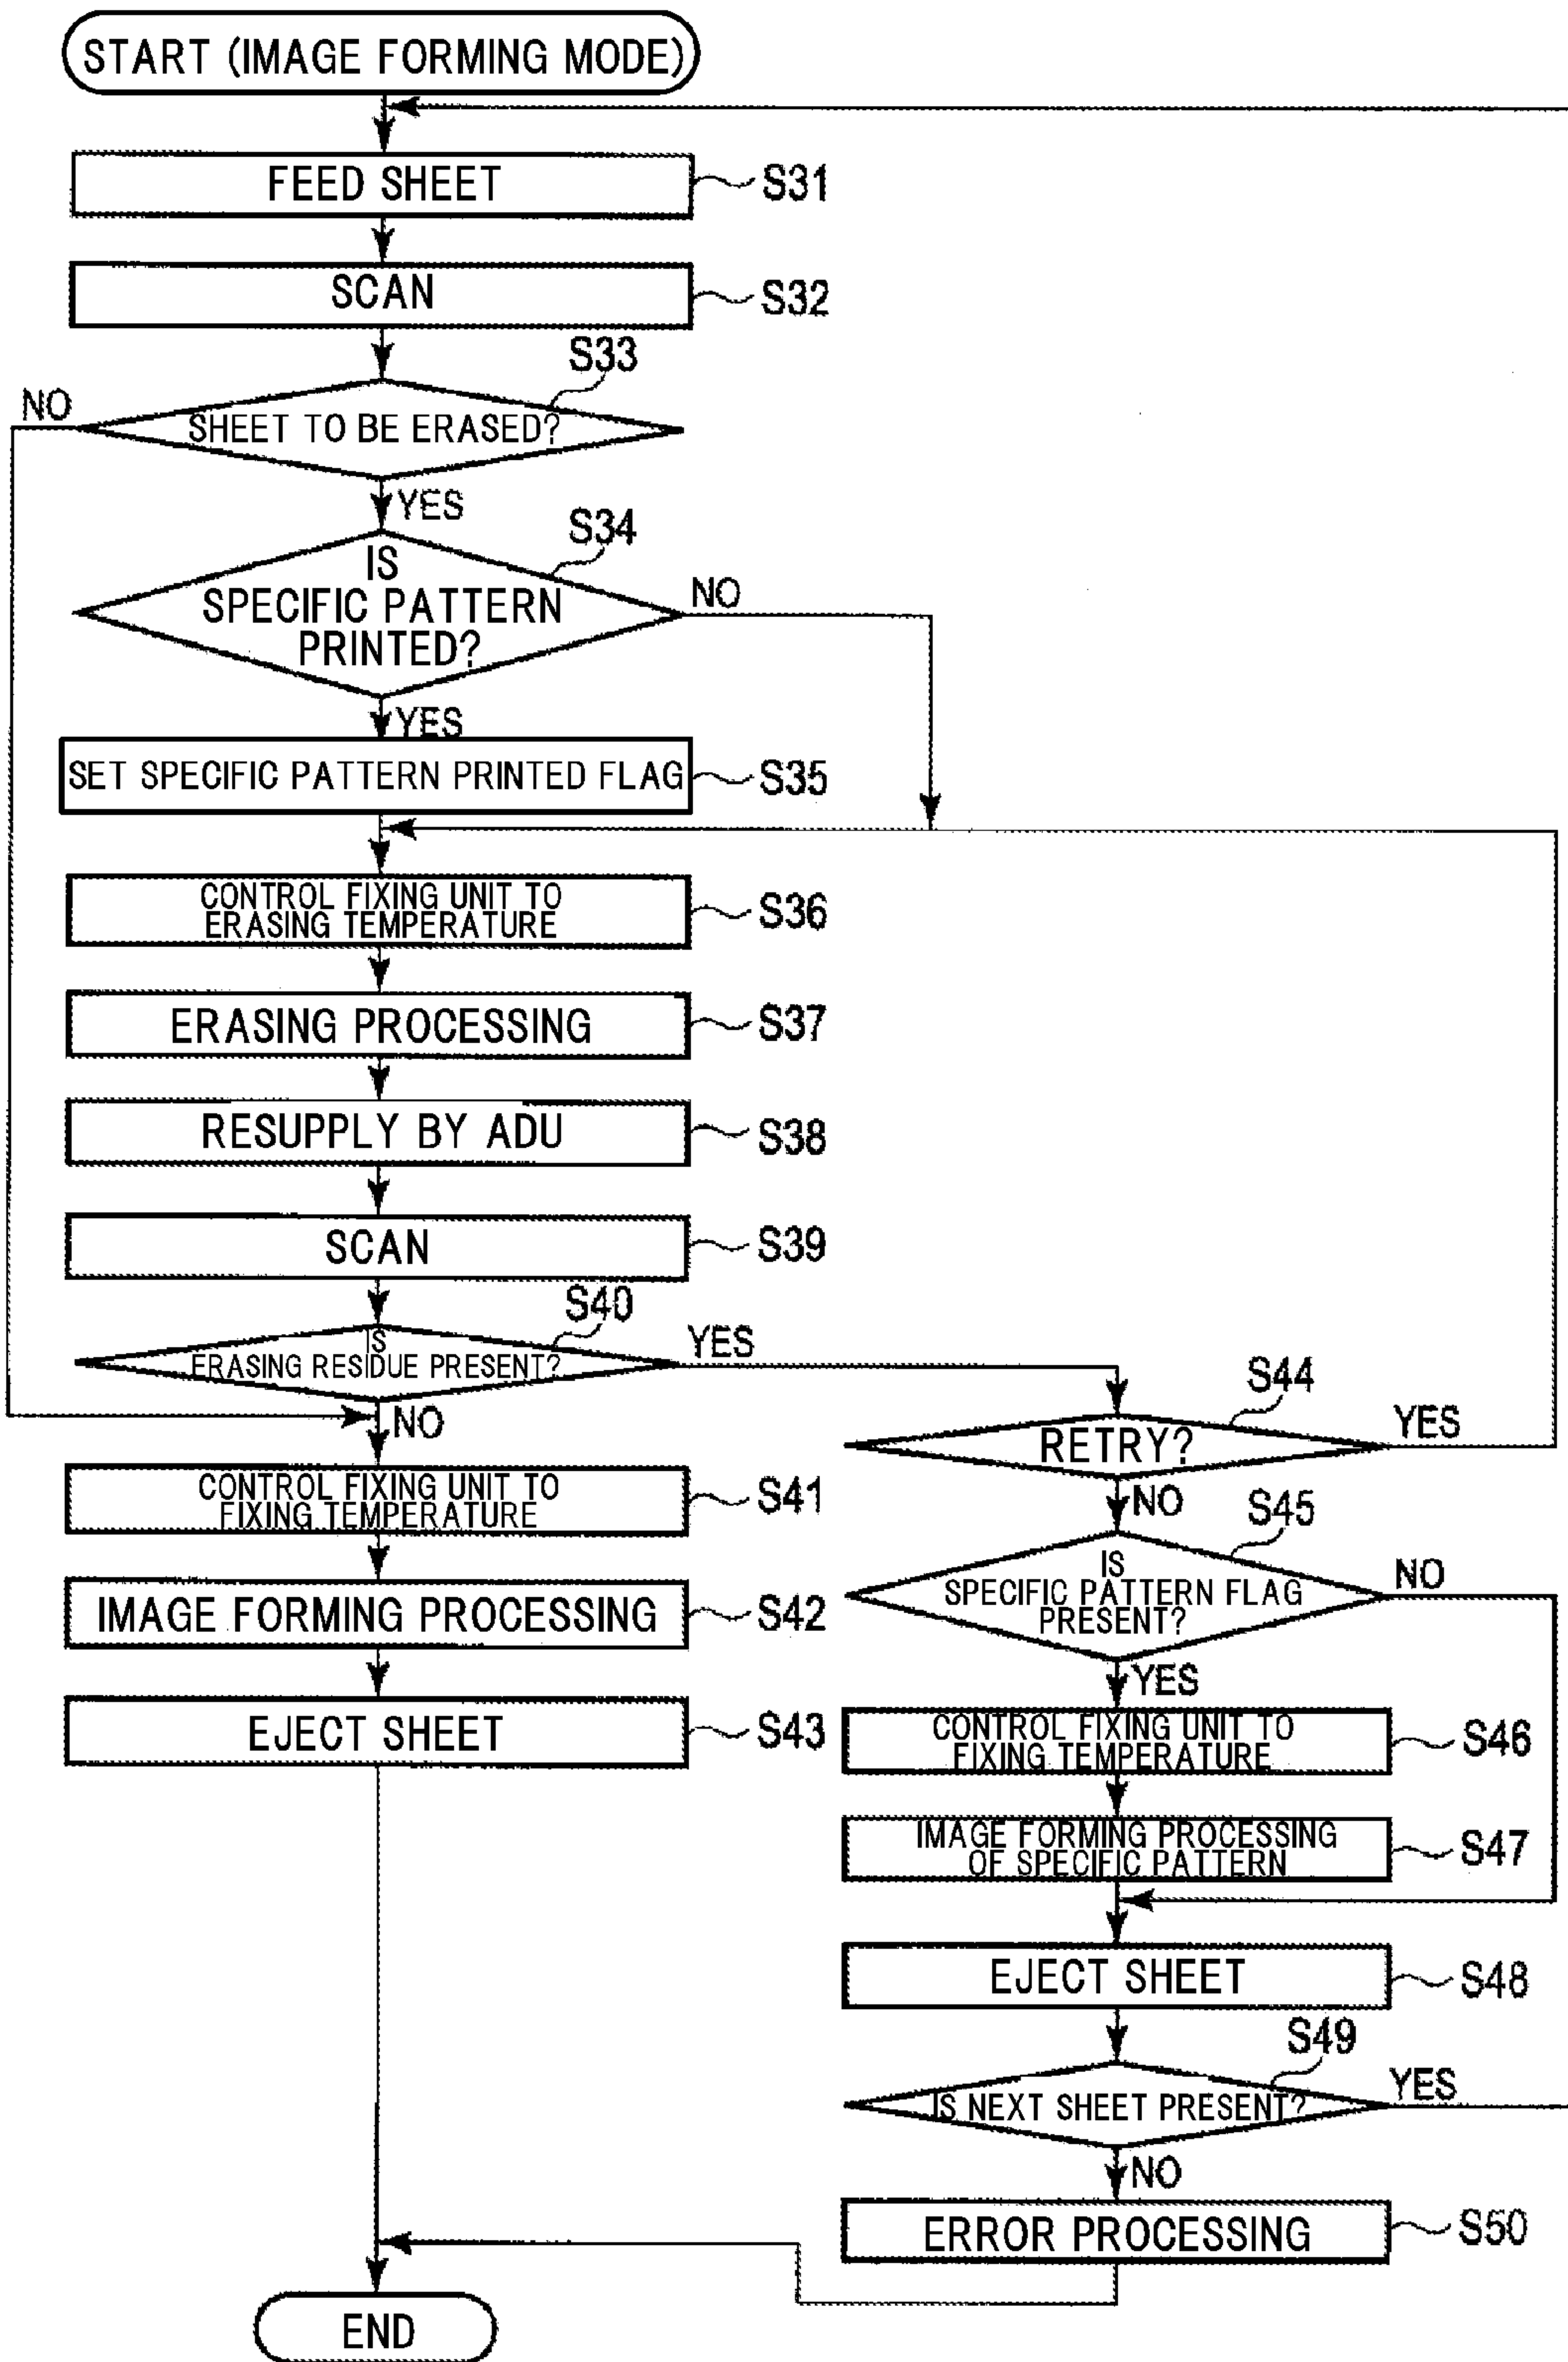 START (IMAGE FORMING MODE)
FEED SHEET
S31
SCAN
S32
S33
NO
SHEET TO BE ERASED?
YES
S34
IS
SPECIFIC PATTERN
PRINTED?
NO
YES
SET SPECIFIC PATTERN PRINTED FLAG
S35
CONTROL FIXING UNIT TO
ERASING TEMPERATURE
S36
ERASING PROCESSING
S37
RESUPPLY BY ADU
S38
SCAN
S39
S40
IS
ERASING RESIDUE PRESENT?
YES
NO
CONTROL FIXING UNIT TO
FIXING TEMPERATURE
S41
IMAGE FORMING PROCESSING
S42
EJECT SHEET
S43
S44
RETRY?
YES
NO
S45
IS
SPECIFIC PATTERN FLAG
PRESENT?
NO
YES
CONTROL FIXING UNIT TO
FIXING TEMPERATURE
S46
IMAGE FORMING PROCESSING
OF SPECIFIC PATTERN
S47
EJECT SHEET
S48
S49
IS NEXT SHEET PRESENT?
YES
NO
ERROR PROCESSING
S50
END